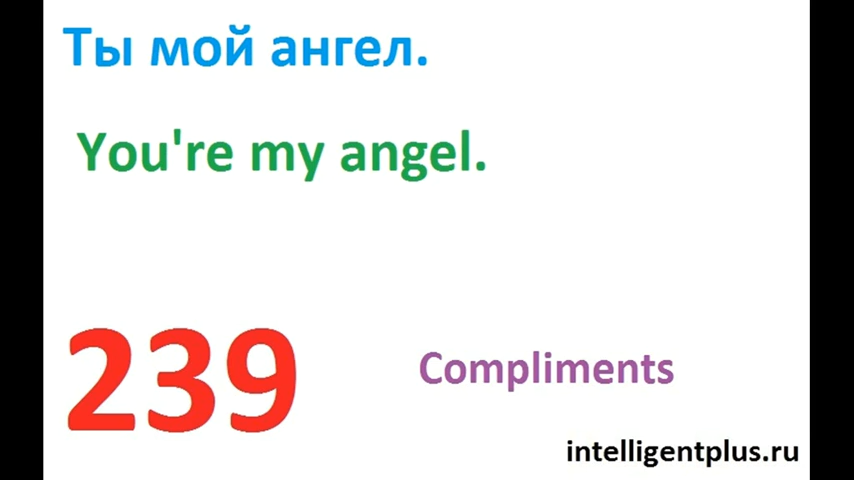 Ты мой ангел.
You're my angel.
239
Compliments
intelligentplus.ru